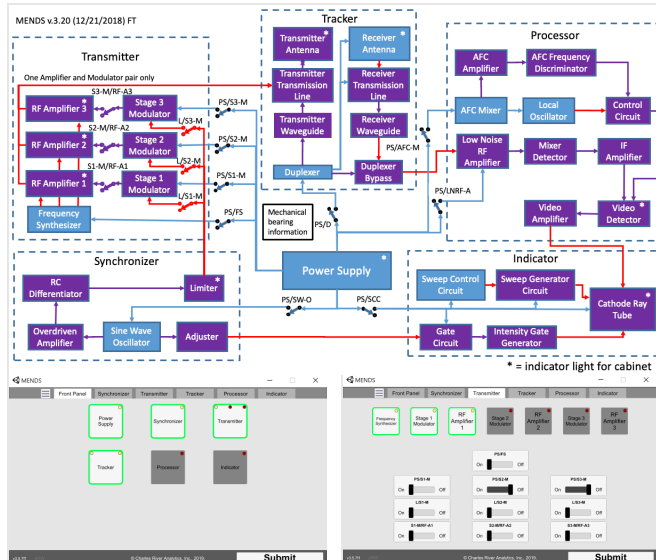 MENDS v.3.20 (12/21/2018) FT
Tracker
Transmitter
Processor
One Amplifier and Modulator pair only
S3-M/RF-A3
RF Amplifier 3
*
Stage 3
Modulator
L/S3-M
PS/S3-M
S2-M/RF-A2
RF Amplifier 2
*
Stage 2
Modulator
L/S2-M
PS/S2-M
S1-M/RF-A1
RF Amplifier 1
*
Stage 1
Modulator
L/S1-M
PS/S1-M
Frequency
Synthesizer
PS/FS
Transmitter
Antenna
*
Receiver
Antenna
*
Transmitter
Transmission
Line
Receiver
Transmission
Line
Transmitter
Waveguide
Receiver
Waveguide
PS/AFC-M
Duplexer
Duplexer
Bypass
PS/D
PS/LNRF-A
Mechanical
bearing
information
AFC
Amplifier
AFC Frequency
Discriminator
AFC Mixer
Local
Oscillator
Control
Circuit
Low Noise
RF
Amplifier
Mixer
Detector
IF
Amplifier
Video
Amplifier
Video
Detector
*
Power Supply
*
Synchronizer
RC
Differentiator
Limiter
*
Overdriven
Amplifier
Sine Wave
Oscillator
Adjuster
PS/SW-O
PS/SCC
Indicator
Sweep Control
Circuit
Sweep Generator
Circuit
Cathode Ray
Tube
*
Gate
Circuit
Intensity Gate
Generator
* = indicator light for cabinet
MENDS
Front Panel Synchronizer Transmitter Tracker Processor Indicator
Power
Supply
Synchronizer
Transmitter
Tracker
Processor
Indicator
© Charles River Analytics, Inc., 2019.
Submit
MENDS
Front Panel Synchronizer Transmitter Tracker Processor Indicator
Frequency
Synthesizer
Stage 1
Modulator
RF
Amplifier
1
Stage 2
Modulator
RF
Amplifier
2
Stage 3
Modulator
RF
Amplifier
3
PS/FS
On Off
PS/S1-M PS/S2-M PS/S3-M
On Off On Off On Off
L/S1-M L/S2-M L/S3-M
On Off On Off On Off
S1-M/RF-A1 S2-M/RF-A2 S3-M/RF-A3
On Off On Off On Off
© Charles River Analytics, Inc., 2019.
Submit